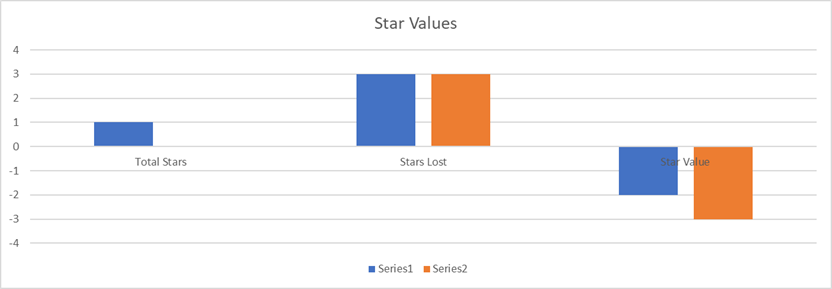 Star Values
4
3
2
1
0
-1
-2
-3
-4
Total Stars
Stars Lost
Star Value
Series1
Series2